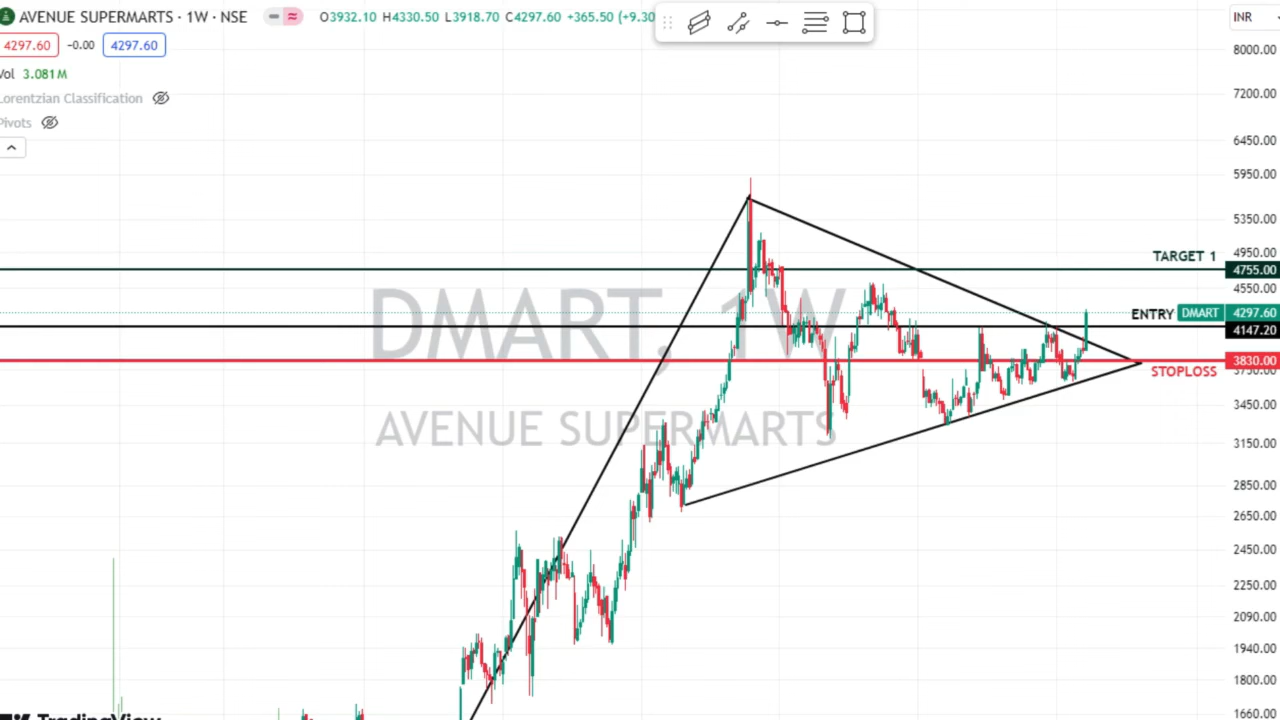 AVENUE SUPERMARTS · 1W · NSE O3932.10 H4330.50 L3918.70 C4297.60 +365.50 (+9.30
INR
4297.60 -0.00 4297.60
Vol 3.081M
Lorentzian Classification
Pivots
8000.00
7200.00
6450.00
5950.00
5350.00
4950.00
TARGET 1 4755.00
4550.00
ENTRY DMART 4297.60
4147.20
3830.00
3750.00
STOPLOSS
3450.00
3150.00
2850.00
2650.00
2450.00
2250.00
2090.00
1940.00
1800.00
1660.00
DMART, 1W
AVENUE SUPERMARTS
TradingView